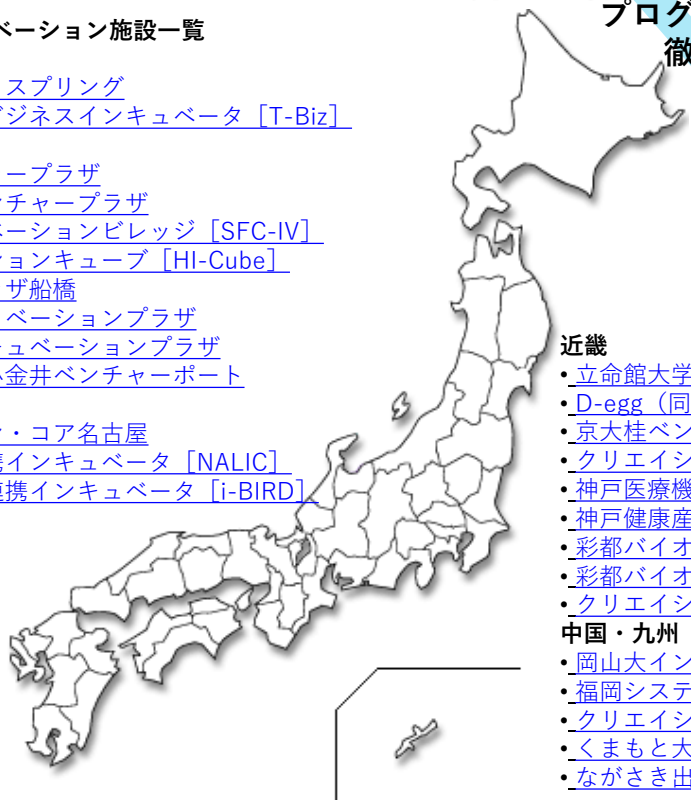 ベーション施設一覧
スプリング
ビジネスインキュベータ［T-Biz］
ープラザ
ンチャープラザ
ベーションビレッジ［SFC-IV］
ションキューブ［HI-Cube］
ザ船橋
ベーションプラザ
キュベーションプラザ
小金井ベンチャーポート
ン・コア名古屋
携インキュベータ［NALIC］
連携インキュベータ［i-BIRD］
プログ
徹
近畿
• 立命館大学
• D-egg（同
• 京大桂ベン
• クリエイシ
• 神戸医療機
• 神戸健康産
• 彩都バイオ
• 彩都バイオ
• クリエイシ
中国・九州
• 岡山大イン
• 福岡システ
• クリエイシ
• くまもと大
• ながさき出